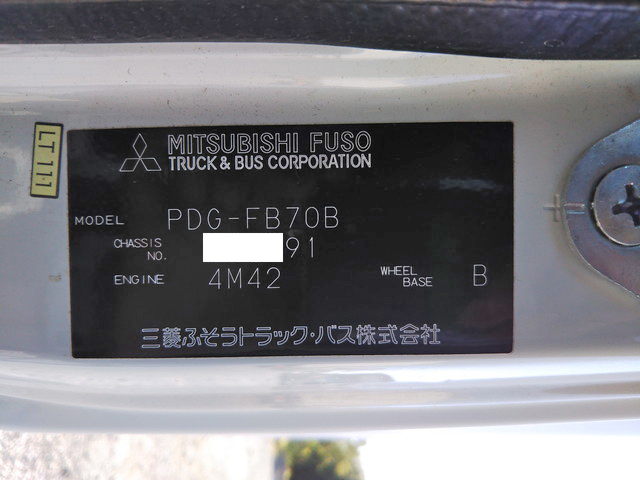 LT111
MITSUBISHI FUSO
TRUCK & BUS CORPORATION
MODEL PDG-FB70B
CHASSIS NO. 91
ENGINE 4M42 WHEEL BASE B
三菱ふそうトラック・バス株式会社